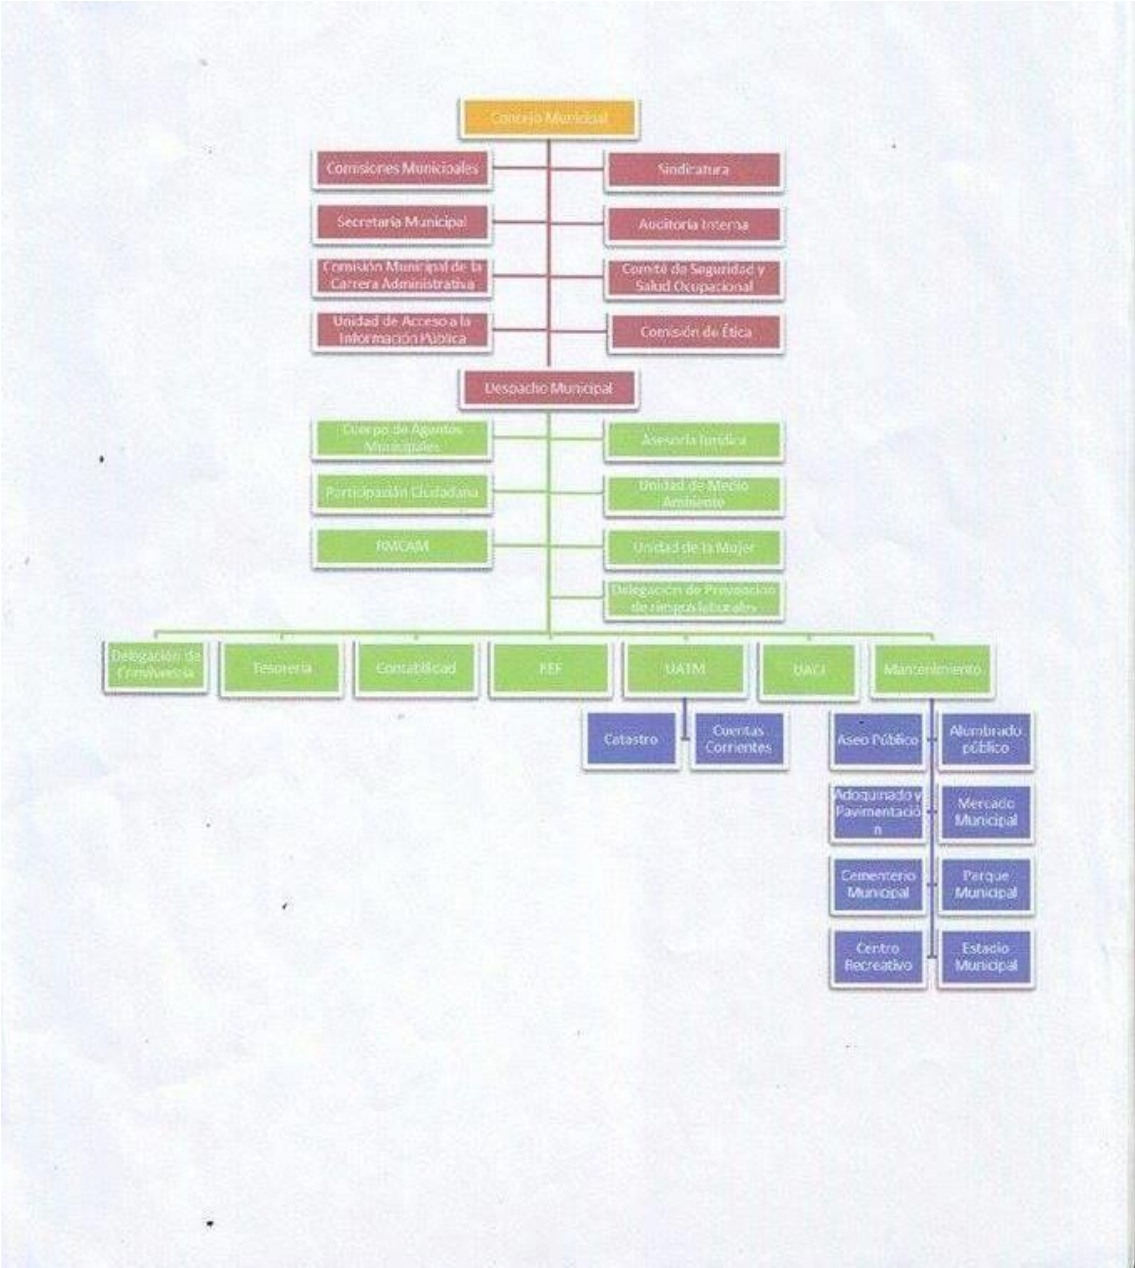 Concejo Municipal
Comisiones Municipales
Sindicatura
Secretaría Municipal
Auditoría Interna
Comisión Municipal de la
Carrera Administrativa
Comité de Seguridad y
Salud Ocupacional
Unidad de Acceso a la
Información Pública
Comisión de Ética
Despacho Municipal
Cuerpo de Agentes
Municipales
Asesoría Jurídica
Participación Ciudadana
Unidad de Medio
Ambiente
RMCAM
Unidad de la Mujer
Delegación de Prevención
de riesgos laborales
Delegación de
Convivencia
Tesorería
Contabilidad
REF
UATM
UACI
Mantenimiento
Catastro
Cuentas
Corrientes
Aseo Público
Alumbrado
público
Adoquinado y
Pavimentació
n
Mercado
Municipal
Cementerio
Municipal
Parque
Municipal
Centro
Recreativo
Estadio
Municipal